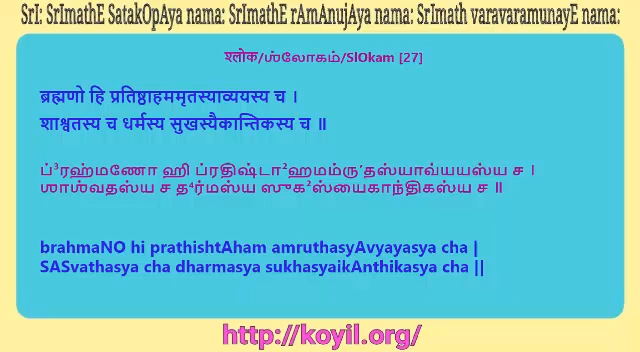 SrI: SrImathE SatakOpAya nama: SrImathE rAmAnujAya nama: SrImath varavaramunayE nama:
श्लोक/ஶ்லோகம்/SlOkam [27]
ब्रह्मणो हि प्रतिष्ठाहममृतस्याव्ययस्य च ।
शाश्वतस्य च धर्मस्य सुखस्यैकान्तिकस्य च ॥
ப்³ரஹ்மணோ ஹி ப்ரதிஷ்டா²ஹமம்ருʼதஸ்யாவ்யயஸ்ய ச ।
ஶாஶ்வதஸ்ய ச த⁴ர்மஸ்ய ஸுக²ஸ்யைகாந்திகஸ்ய ச ॥
brahmaNO hi prathishtAham amruthasyAvyayasya cha |
SASvathasya cha dharmasya sukhasyaikAnthikasya cha ||
http://koyil.org/